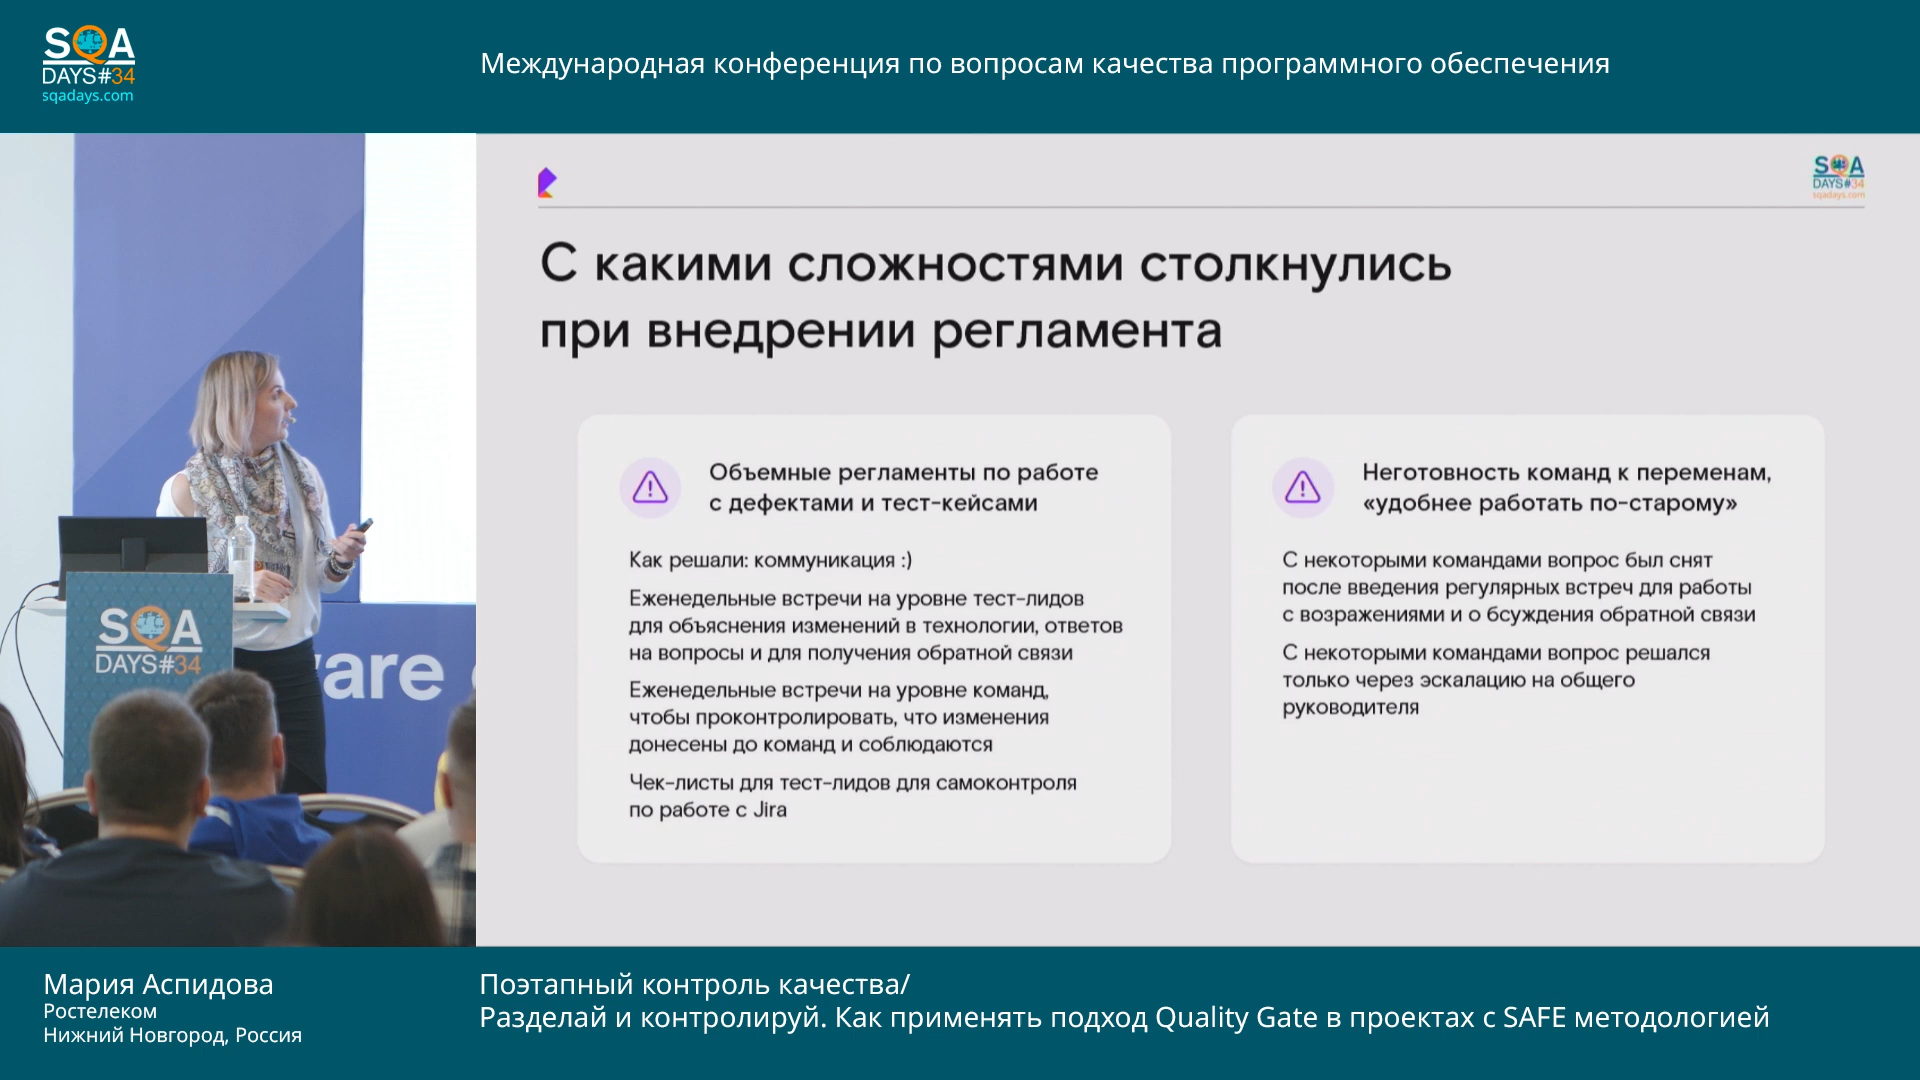 SQA
DAYS#34
sqadays.com
Международная конференция по вопросам качества программного обеспечения
SQA
DAYS#34
sqadays.com
С какими сложностями столкнулись
при внедрении регламента
Объемные регламенты по работе
с дефектами и тест-кейсами
Как решали: коммуникация :)
Еженедельные встречи на уровне тест-лидов
для объяснения изменений в технологии, ответов
на вопросы и для получения обратной связи
Еженедельные встречи на уровне команд,
чтобы проконтролировать, что изменения
донесены до команд и соблюдаются
Чек-листы для тест-лидов для самоконтроля
по работе с Jira
Неготовность команд к переменам,
«удобнее работать по-старому»
С некоторыми командами вопрос был снят
после введения регулярных встреч для работы
с возражениями и о бсуждения обратной связи
С некоторыми командами вопрос решался
только через эскалацию на общего
руководителя
SQA
DAYS#34
are
Мария Аспидова
Ростелеком
Нижний Новгород, Россия
Поэтапный контроль качества/
Разделай и контролируй. Как применять подход Quality Gate в проектах с SAFE методологией